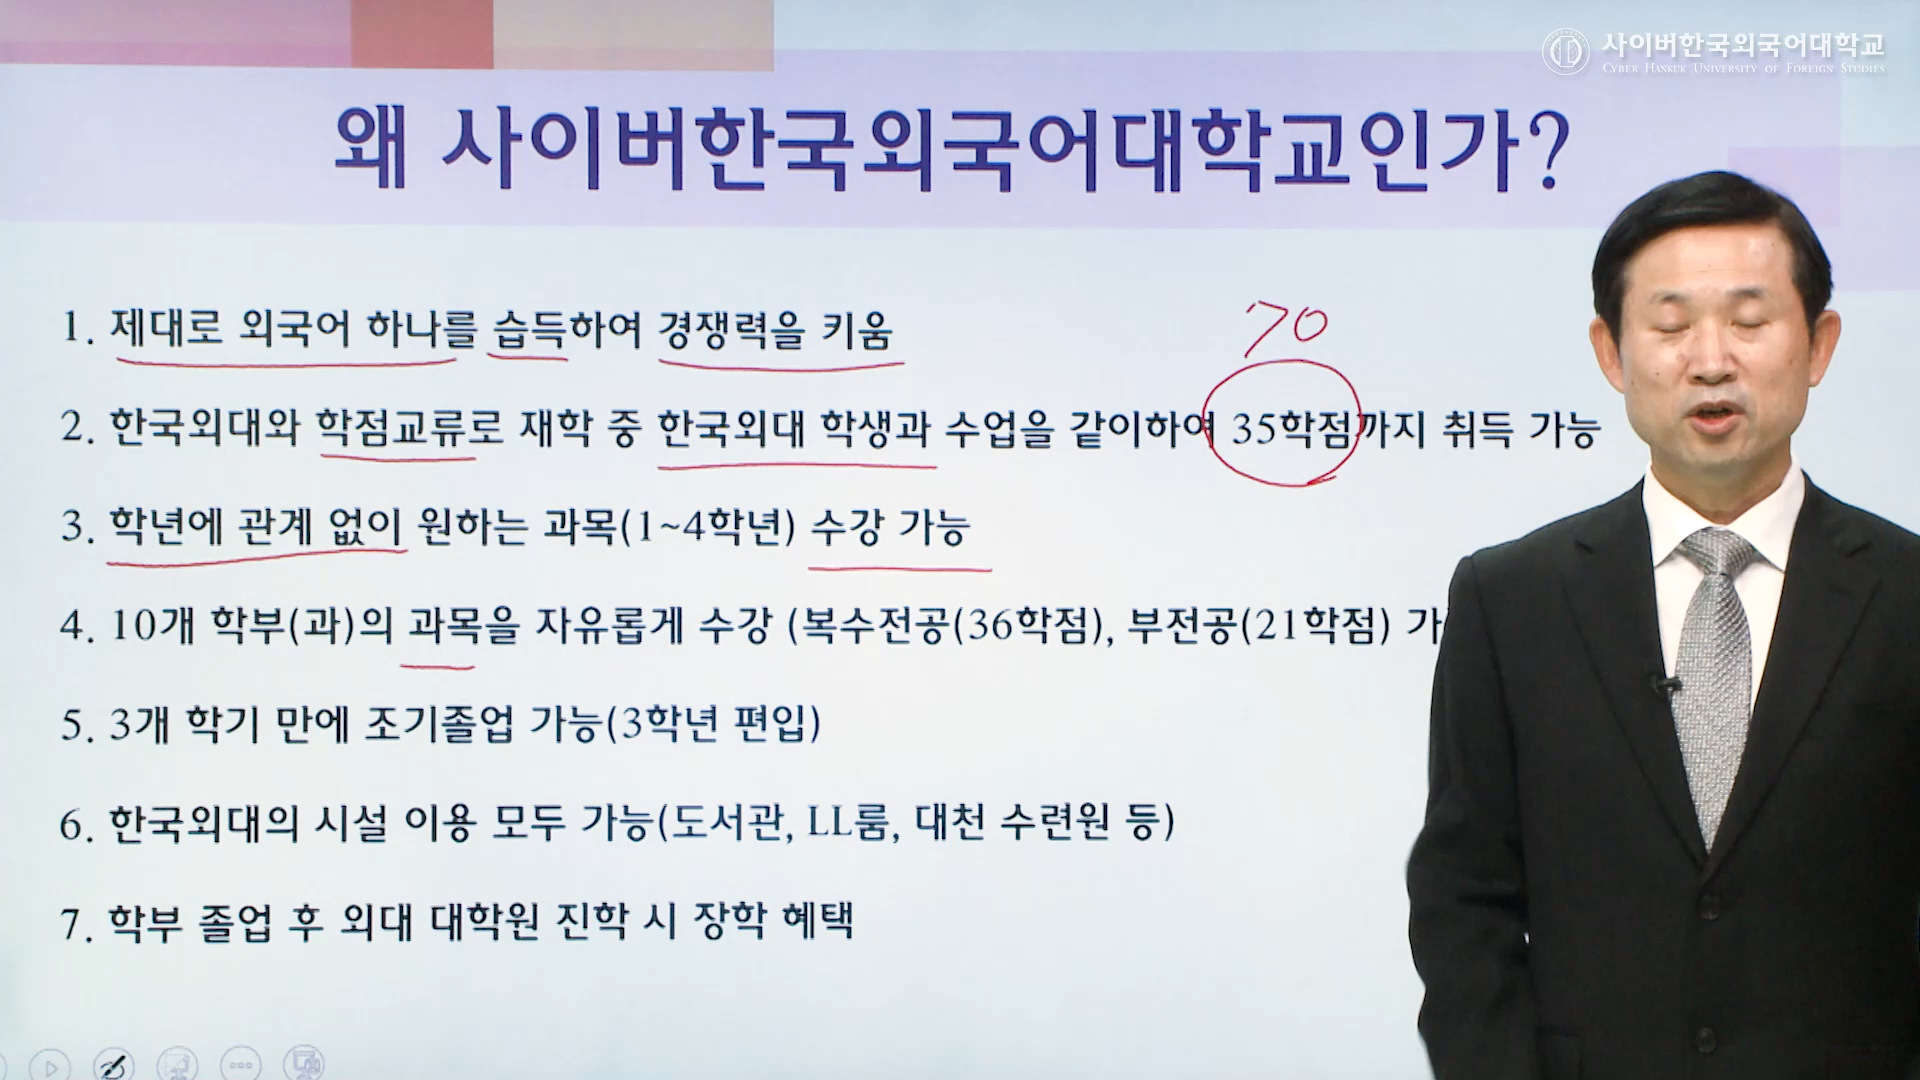 사이버한국외국어대학교
CYBER HANKUK UNIVERSITY OF FOREIGN STUDIES
왜 사이버한국외국어대학교인가?
1. 제대로 외국어 하나를 습득하여 경쟁력을 키움
70
2. 한국외대와 학점교류로 재학 중 한국외대 학생과 수업을 같이하여 35학점까지 취득 가능
3. 학년에 관계 없이 원하는 과목(1~4학년) 수강 가능
4. 10개 학부(과)의 과목을 자유롭게 수강 (복수전공(36학점), 부전공(21학점) 가
5. 3개 학기 만에 조기졸업 가능(3학년 편입)
6. 한국외대의 시설 이용 모두 가능(도서관, LL룸, 대천 수련원 등)
7. 학부 졸업 후 외대 대학원 진학 시 장학 혜택